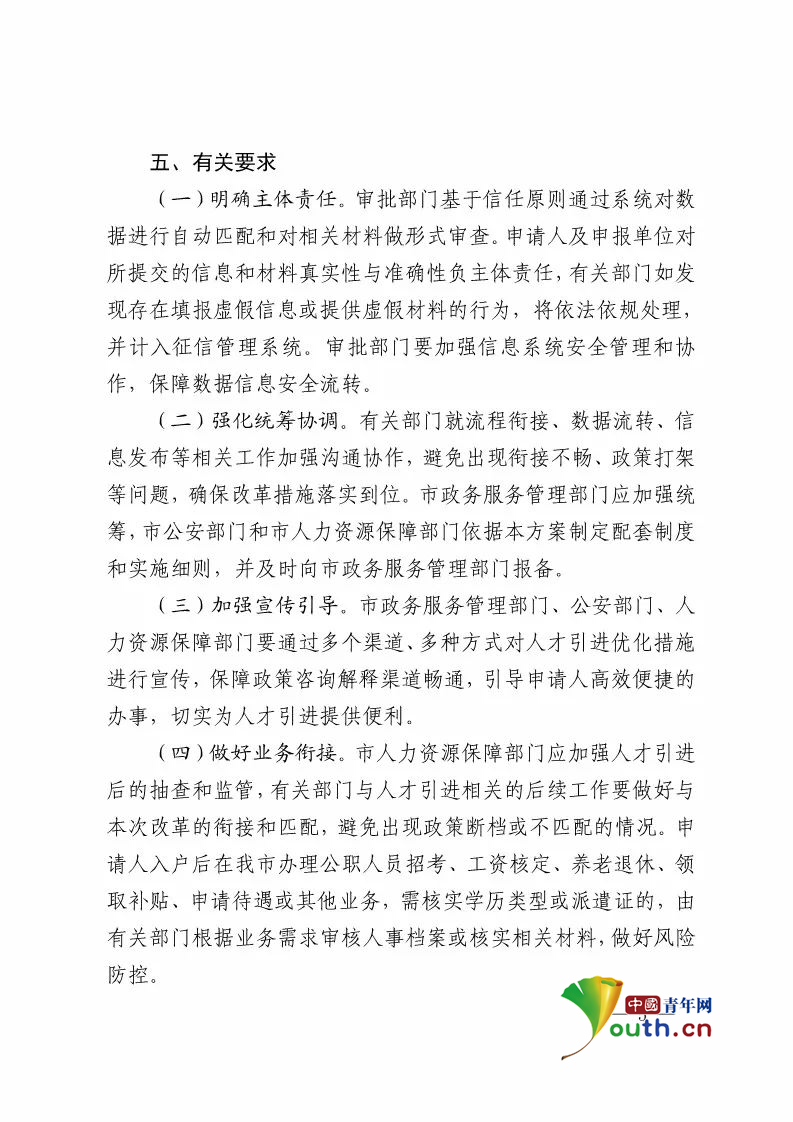 五、有关要求
（一）明确主体责任。审批部门基于信任原则通过系统对数
据进行自动匹配和对相关材料做形式审查。申请人及申报单位对
所提交的信息和材料真实性与准确性负主体责任，有关部门如发
现存在填报虚假信息或提供虚假材料的行为，将依法依规处理，
并计入征信管理系统。审批部门要加强信息系统安全管理和协
作，保障数据信息安全流转。
（二）强化统筹协调。有关部门就流程衔接、数据流转、信
息发布等相关工作加强沟通协作，避免出现衔接不畅、政策打架
等问题，确保改革措施落实到位。市政务服务管理部门应加强统
筹，市公安部门和市人力资源保障部门依据本方案制定配套制度
和实施细则，并及时向市政务服务管理部门报备。
（三）加强宣传引导。市政务服务管理部门、公安部门、人
力资源保障部门要通过多个渠道、多种方式对人才引进优化措施
进行宣传，保障政策咨询解释渠道畅通，引导申请人高效便捷的
办事，切实为人才引进提供便利。
（四）做好业务衔接。市人力资源保障部门应加强人才引进
后的抽查和监管，有关部门与人才引进相关的后续工作要做好与
本次改革的衔接和匹配，避免出现政策断档或不匹配的情况。申
请人入户后在我市办理公职人员招考、工资核定、养老退休、领
取补贴、申请待遇或其他业务，需核实学历类型或派遣证的，由
有关部门根据业务需求审核人事档案或核实相关材料，做好风险
防控。
中國青年网
Youth.cn